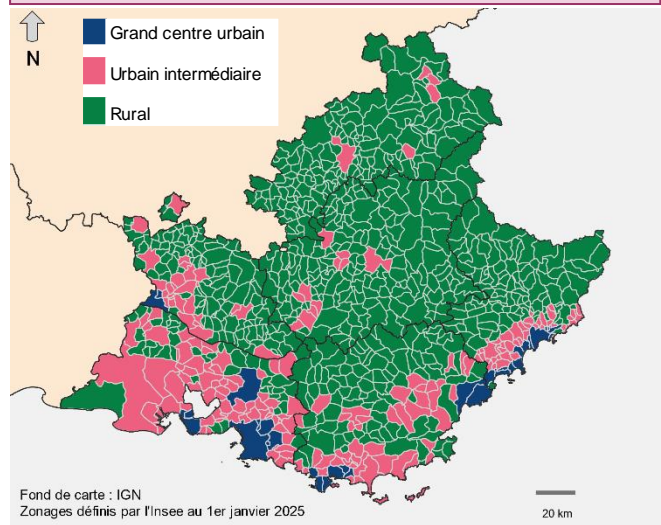 N
Grand centre urbain
Urbain intermédiaire
Rural
Fond de carte : IGN
Zonages définis par l'Insee au 1er janvier 2025
20 km